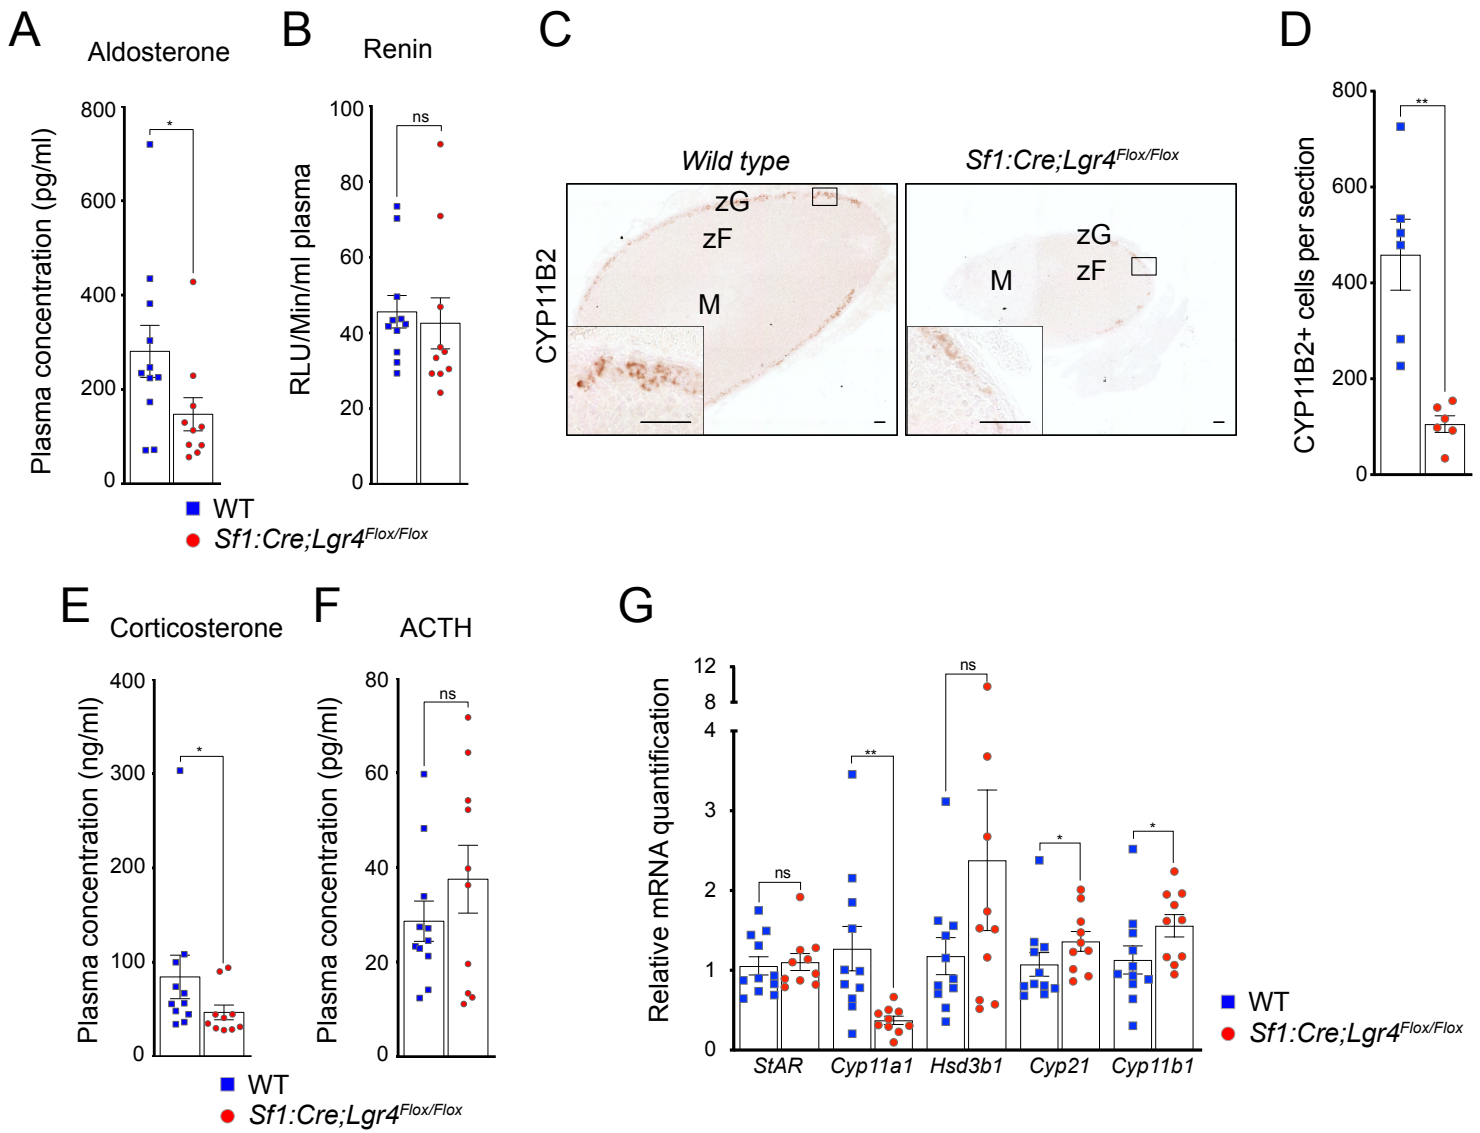 A
Aldosterone
Plasma concentration (pg/ml)
800
600
400
200
0
*
B
Renin
RLU/Min/ml plasma
100
80
60
40
20
0
ns
WT
Sf1:Cre;Lgr4Flox/Flox
C
Wild type
Sf1:Cre;Lgr4Flox/Flox
CYP11B2
zG
zF
M
zG
zF
M
D
CYP11B2+ cells per section
800
600
400
200
0
**
E
Corticosterone
Plasma concentration (ng/ml)
400
300
200
100
0
*
F
ACTH
Plasma concentration (pg/ml)
80
60
40
20
0
ns
WT
Sf1:Cre;Lgr4Flox/Flox
G
Relative mRNA quantification
12
8
4
3
2
1
0
ns
**
ns
*
*
StAR Cyp11a1 Hsd3b1 Cyp21 Cyp11b1
WT
Sf1:Cre;Lgr4Flox/Flox